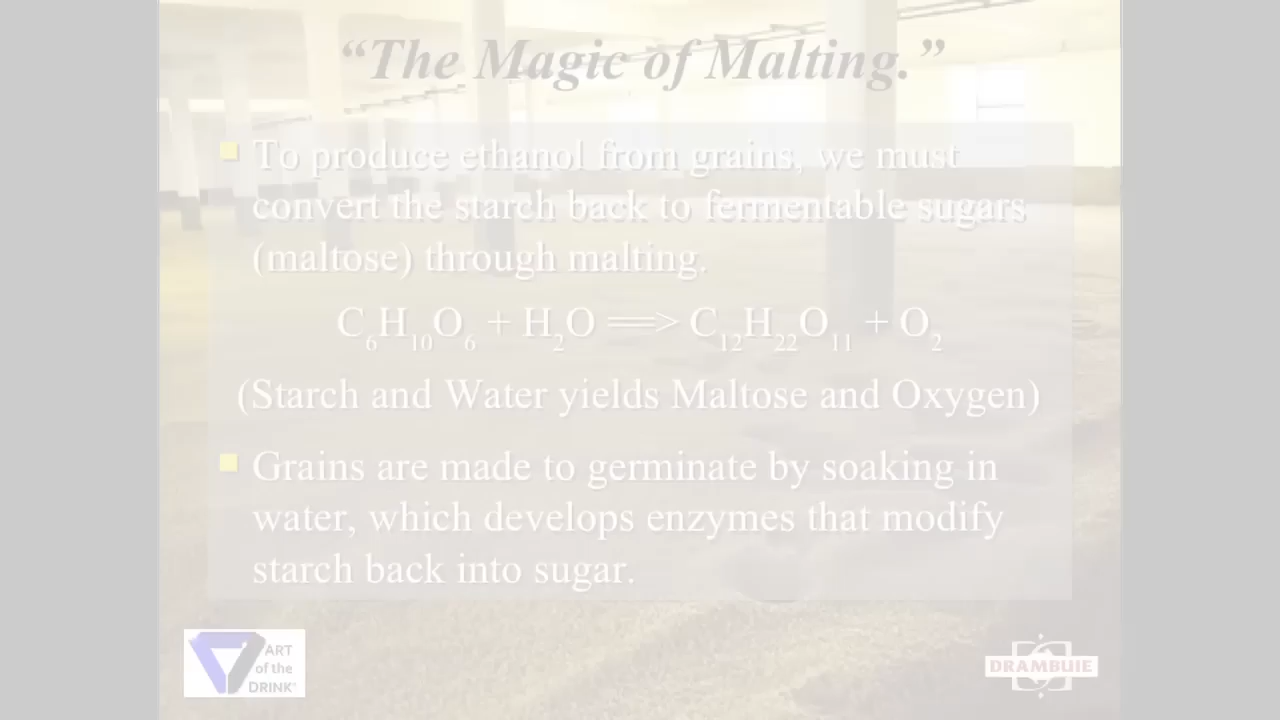 “The Magic of Malting.”
To produce ethanol from grains, we must
convert the starch back to fermentable sugars
(maltose) through malting.
C6H10O6 + H2O ==> C12H22O11 + O2
(Starch and Water yields Maltose and Oxygen)
Grains are made to germinate by soaking in
water, which develops enzymes that modify
starch back into sugar.
ART
of the
DRINK
DRAMBUIE